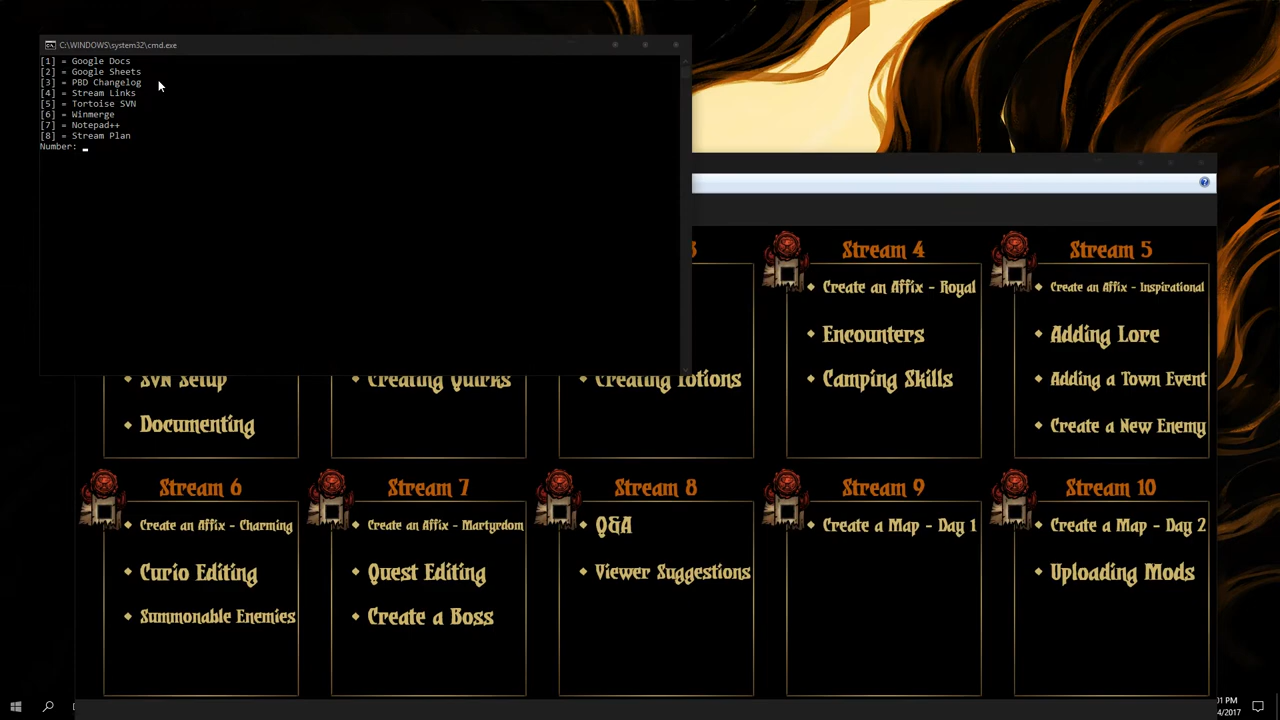 C:\WINDOWS\system32\cmd.exe
[1] = Google Docs
[2] = Google Sheets
[3] = PBD Changelog
[4] = Stream Links
[5] = Tortoise SVN
[6] = Winmerge
[7] = Notepad++
[8] = Stream Plan
Number:
3
Stream 4
Stream 5
Create an Affix - Royal
Create an Affix - Inspirational
Encounters
Adding Lore
SVN Setup
Creating Quirks
Creating Potions
Camping Skills
Adding a Town Event
Documenting
Create a New Enemy
Stream 6
Stream 7
Stream 8
Stream 9
Stream 10
Create an Affix - Charming
Create an Affix - Martyrdom
Q&A
Create a Map - Day 1
Create a Map - Day 2
Curio Editing
Quest Editing
Viewer Suggestions
Uploading Mods
Summonable Enemies
Create a Boss
01 PM
4/2017